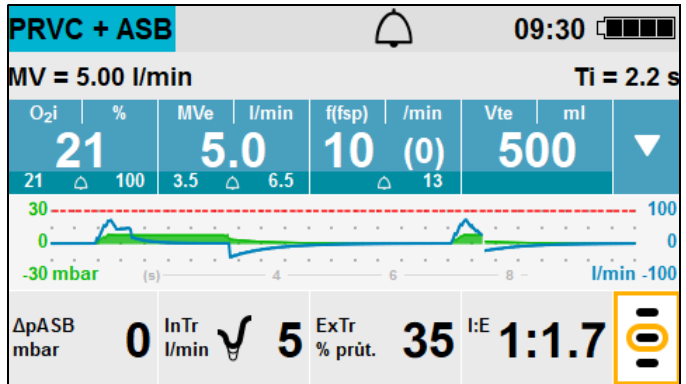 PRVC + ASB 09:30
MV = 5.00 l/min Ti = 2.2 s
O₂i % MVe l/min f(fsp) /min Vte ml
21 5.0 10 (0) 500
21 100 3.5 6.5 13
30 100
0 0
-30 mbar (s) 4 6 8 l/min -100
ΔpASB mbar 0 InTr l/min 5 ExTr % průt. 35 I:E 1:1.7